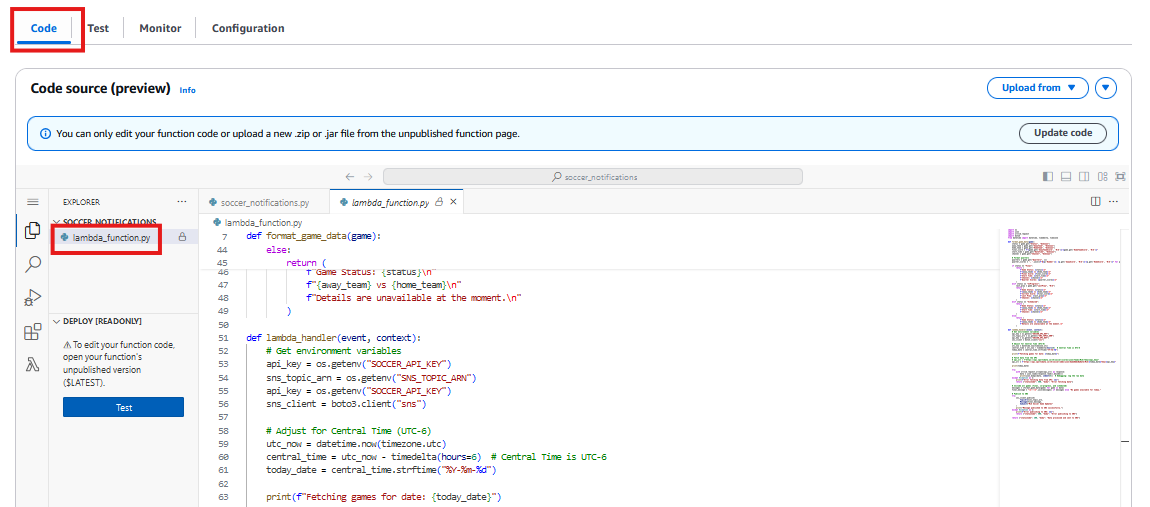 Code
Test
Monitor
Configuration
Code source (preview)
Info
Upload from
You can only edit your function code or upload a new .zip or .jar file from the unpublished function page.
Update code
soccer_notifications
EXPLORER
SOCCER_NOTIFICATIONS
lambda_function.py
DEPLOY [READONLY]
To edit your function code,
open your function's
unpublished version
($LATEST).
Test
soccer_notifications.py
lambda_function.py
lambda_function.py
7 def format_game_data(game):
44 else:
45 return (
46 f"Game Status: {status}\n"
47 f"{away_team} vs {home_team}\n"
48 f"Details are unavailable at the moment.\n"
49 )
50
51 def lambda_handler(event, context):
52 # Get environment variables
53 api_key = os.getenv("SOCCER_API_KEY")
54 sns_topic_arn = os.getenv("SNS_TOPIC_ARN")
55 api_key = os.getenv("SOCCER_API_KEY")
56 sns_client = boto3.client("sns")
57
58 # Adjust for Central Time (UTC-6)
59 utc_now = datetime.now(timezone.utc)
60 central_time = utc_now - timedelta(hours=6) # Central Time is UTC-6
61 today_date = central_time.strftime("%Y-%m-%d")
62
63 print(f"Fetching games for date: {today_date}")